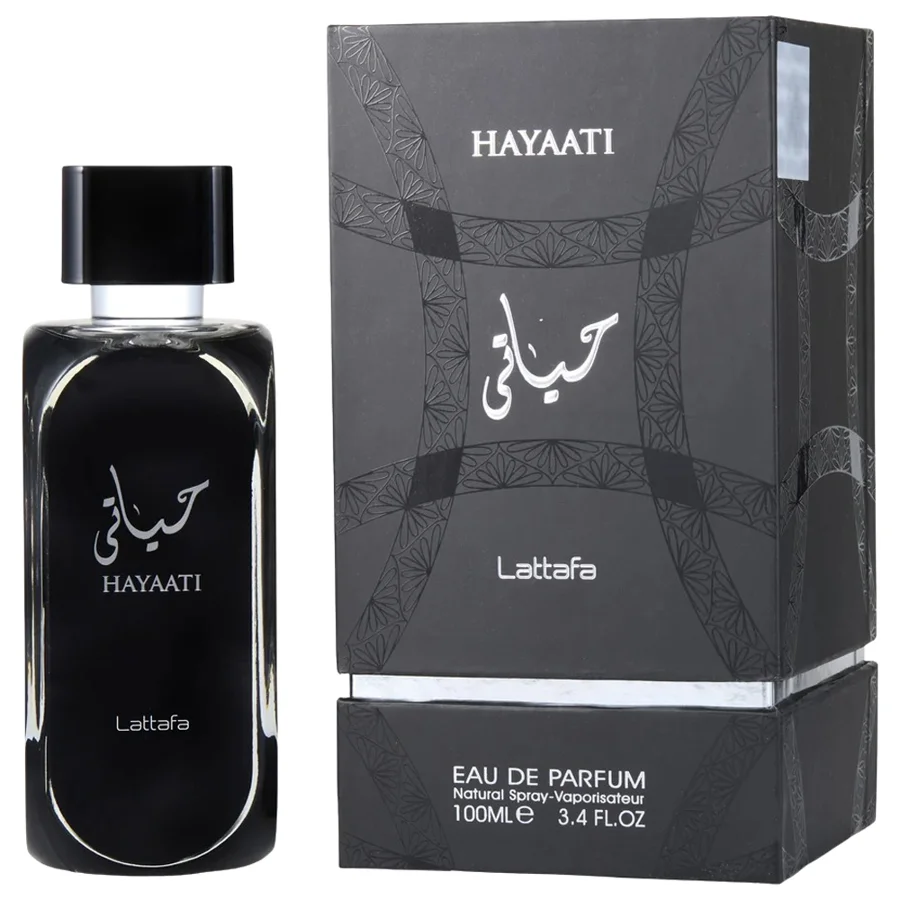 حياتي
HAYAATI
Lattafa
HAYAATI
حياتي
Lattafa
EAU DE PARFUM
Natural Spray-Vaporisateur
100ML℮ 3.4 FL.OZ